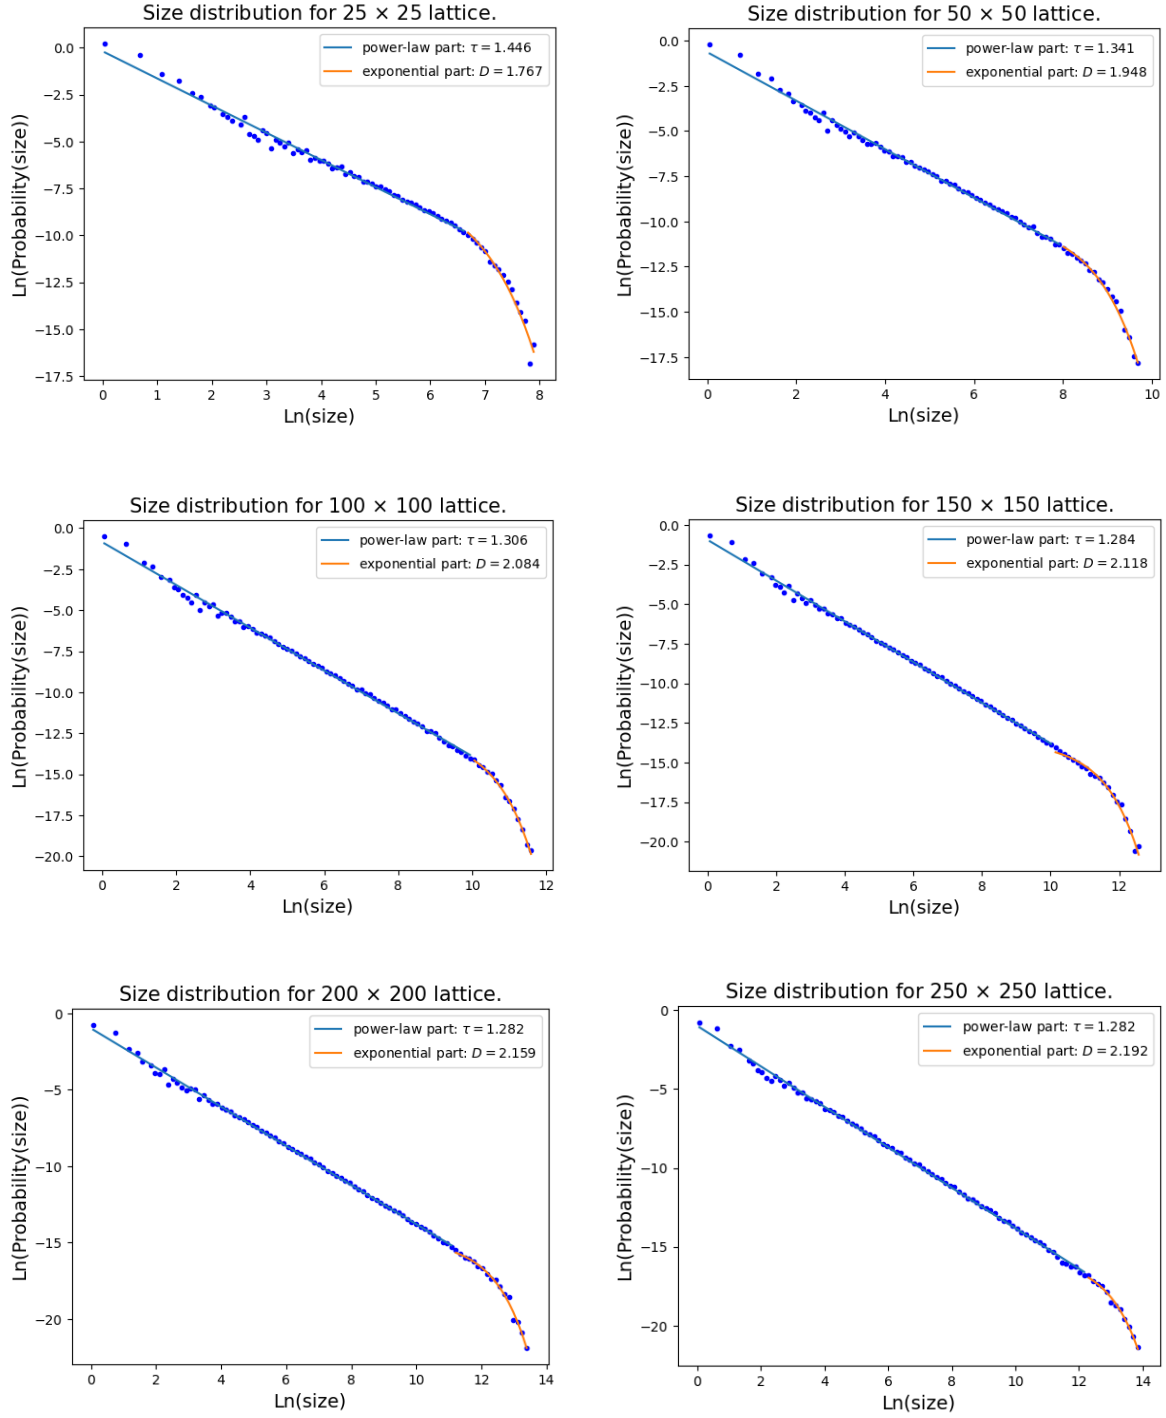 Size distribution for 25 × 25 lattice.
power-law part: τ = 1.446
exponential part: D = 1.767
Ln(Probability(size))
0.0
−2.5
−5.0
−7.5
−10.0
−12.5
−15.0
−17.5
0 1 2 3 4 5 6 7 8
Ln(size)
Size distribution for 50 × 50 lattice.
power-law part: τ = 1.341
exponential part: D = 1.948
Ln(Probability(size))
0.0
−2.5
−5.0
−7.5
−10.0
−12.5
−15.0
−17.5
0 2 4 6 8 10
Ln(size)
Size distribution for 100 × 100 lattice.
power-law part: τ = 1.306
exponential part: D = 2.084
Ln(Probability(size))
0.0
−2.5
−5.0
−7.5
−10.0
−12.5
−15.0
−17.5
−20.0
0 2 4 6 8 10 12
Ln(size)
Size distribution for 150 × 150 lattice.
power-law part: τ = 1.284
exponential part: D = 2.118
Ln(Probability(size))
0.0
−2.5
−5.0
−7.5
−10.0
−12.5
−15.0
−17.5
−20.0
0 2 4 6 8 10 12
Ln(size)
Size distribution for 200 × 200 lattice.
power-law part: τ = 1.282
exponential part: D = 2.159
Ln(Probability(size))
0
−5
−10
−15
−20
0 2 4 6 8 10 12 14
Ln(size)
Size distribution for 250 × 250 lattice.
power-law part: τ = 1.282
exponential part: D = 2.192
Ln(Probability(size))
0
−5
−10
−15
−20
0 2 4 6 8 10 12 14
Ln(size)